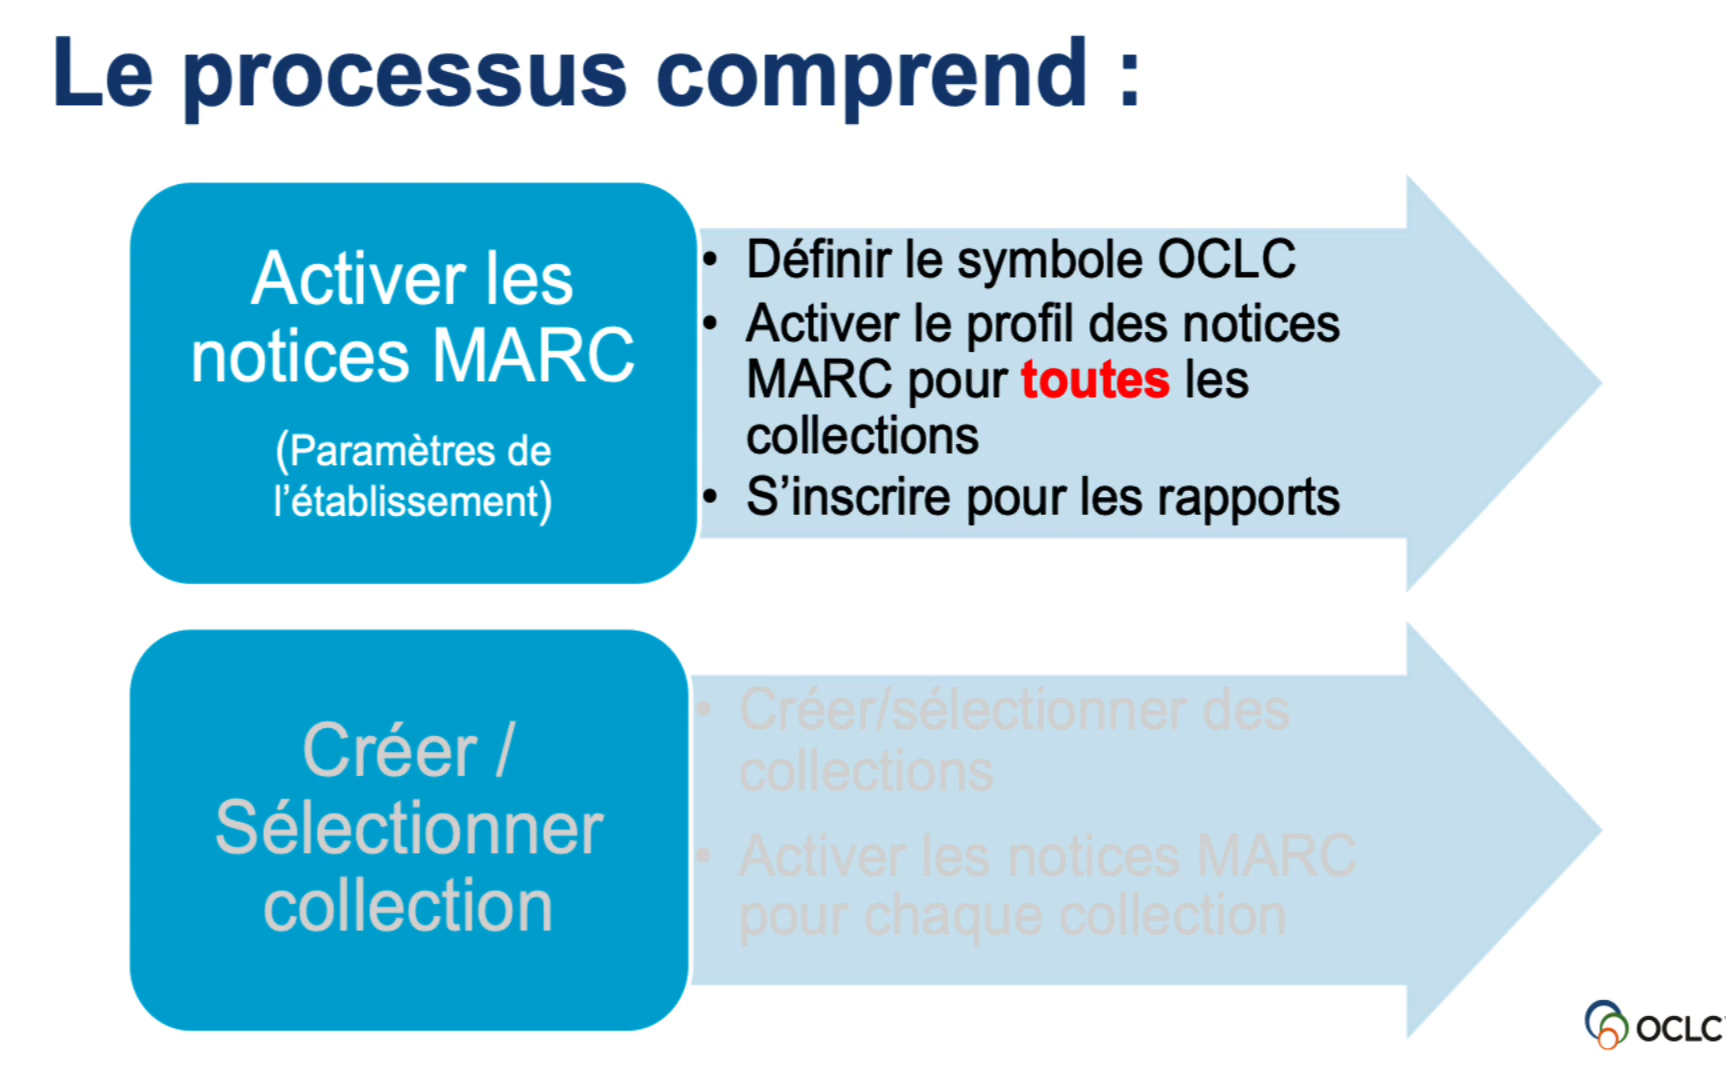 Le processus comprend :
Activer les
notices MARC
(Paramètres de
l'établissement)
• Définir le symbole OCLC
• Activer le profil des notices
MARC pour toutes les
collections
• S'inscrire pour les rapports
Créer /
Sélectionner
collection
• Créer/sélectionner des
collections
• Activer les notices MARC
pour chaque collection
OCLC